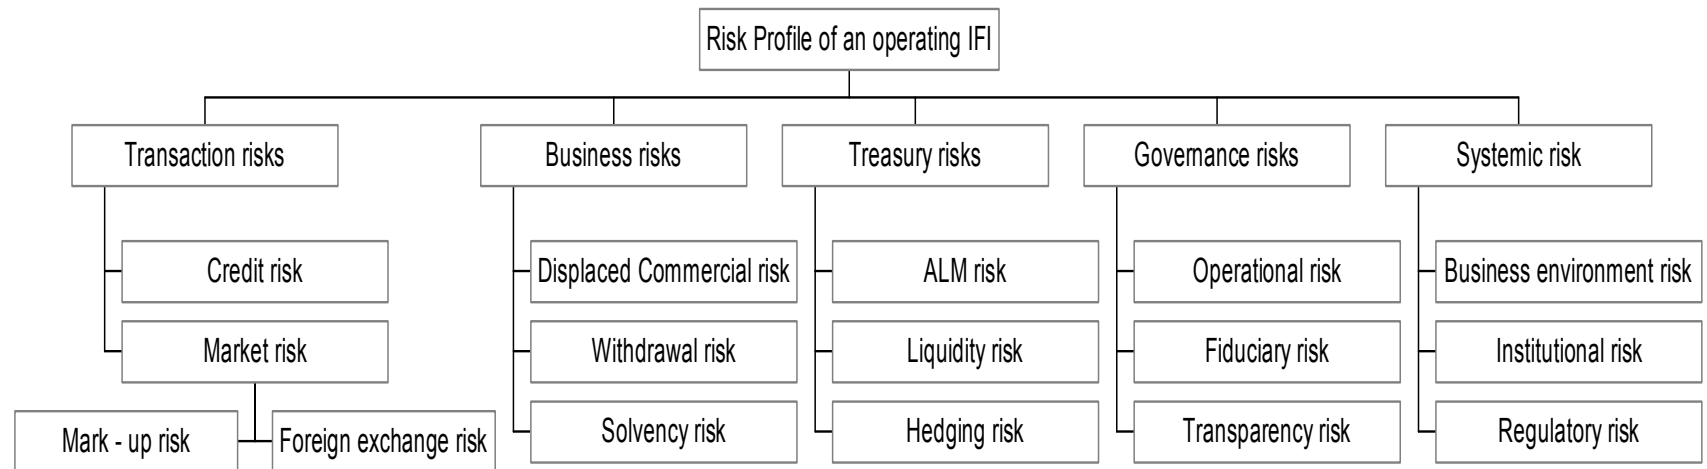 Risk Profile of an operating IFI
Transaction risks
Business risks
Treasury risks
Governance risks
Systemic risk
Credit risk
Displaced Commercial risk
ALM risk
Operational risk
Business environment risk
Market risk
Withdrawal risk
Liquidity risk
Fiduciary risk
Institutional risk
Mark - up risk
Foreign exchange risk
Solvency risk
Hedging risk
Transparency risk
Regulatory risk